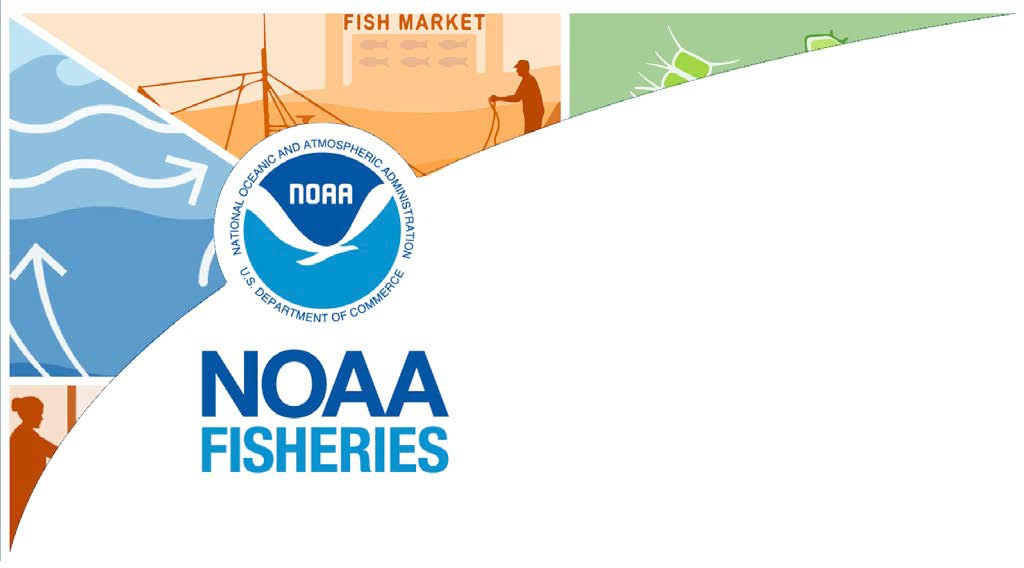 FISH MARKET
NATIONAL OCEANIC AND ATMOSPHERIC ADMINISTRATION
NOAA
U.S. DEPARTMENT OF COMMERCE
NOAA
FISHERIES